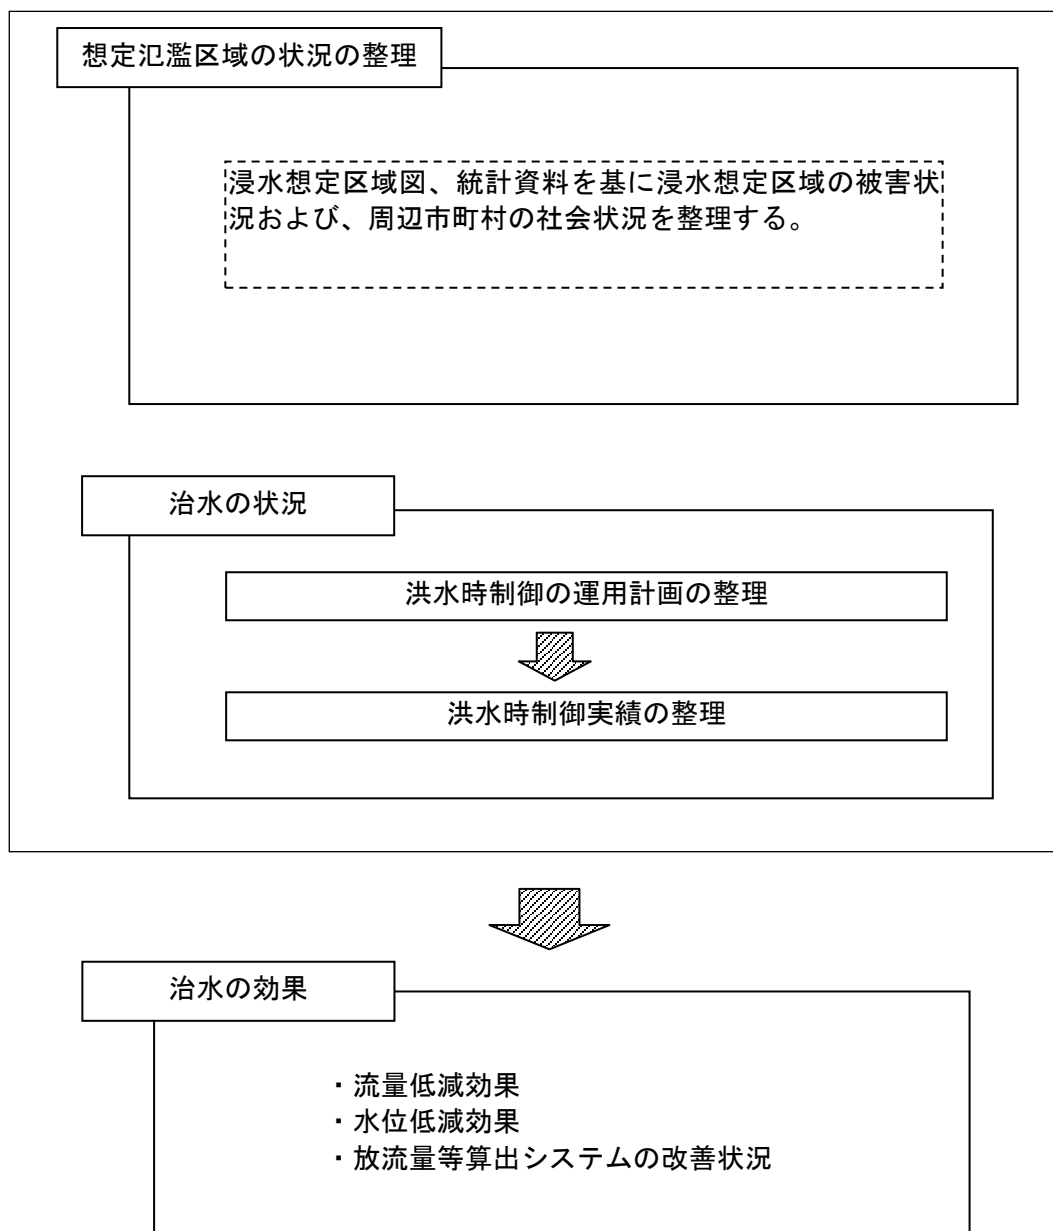 想定氾濫区域の状況の整理
浸水想定区域図、統計資料を基に浸水想定区域の被害状
況および、周辺市町村の社会状況を整理する。
治水の状況
洪水時制御の運用計画の整理
洪水時制御実績の整理
治水の効果
・流量低減効果
・水位低減効果
・放流量等算出システムの改善状況